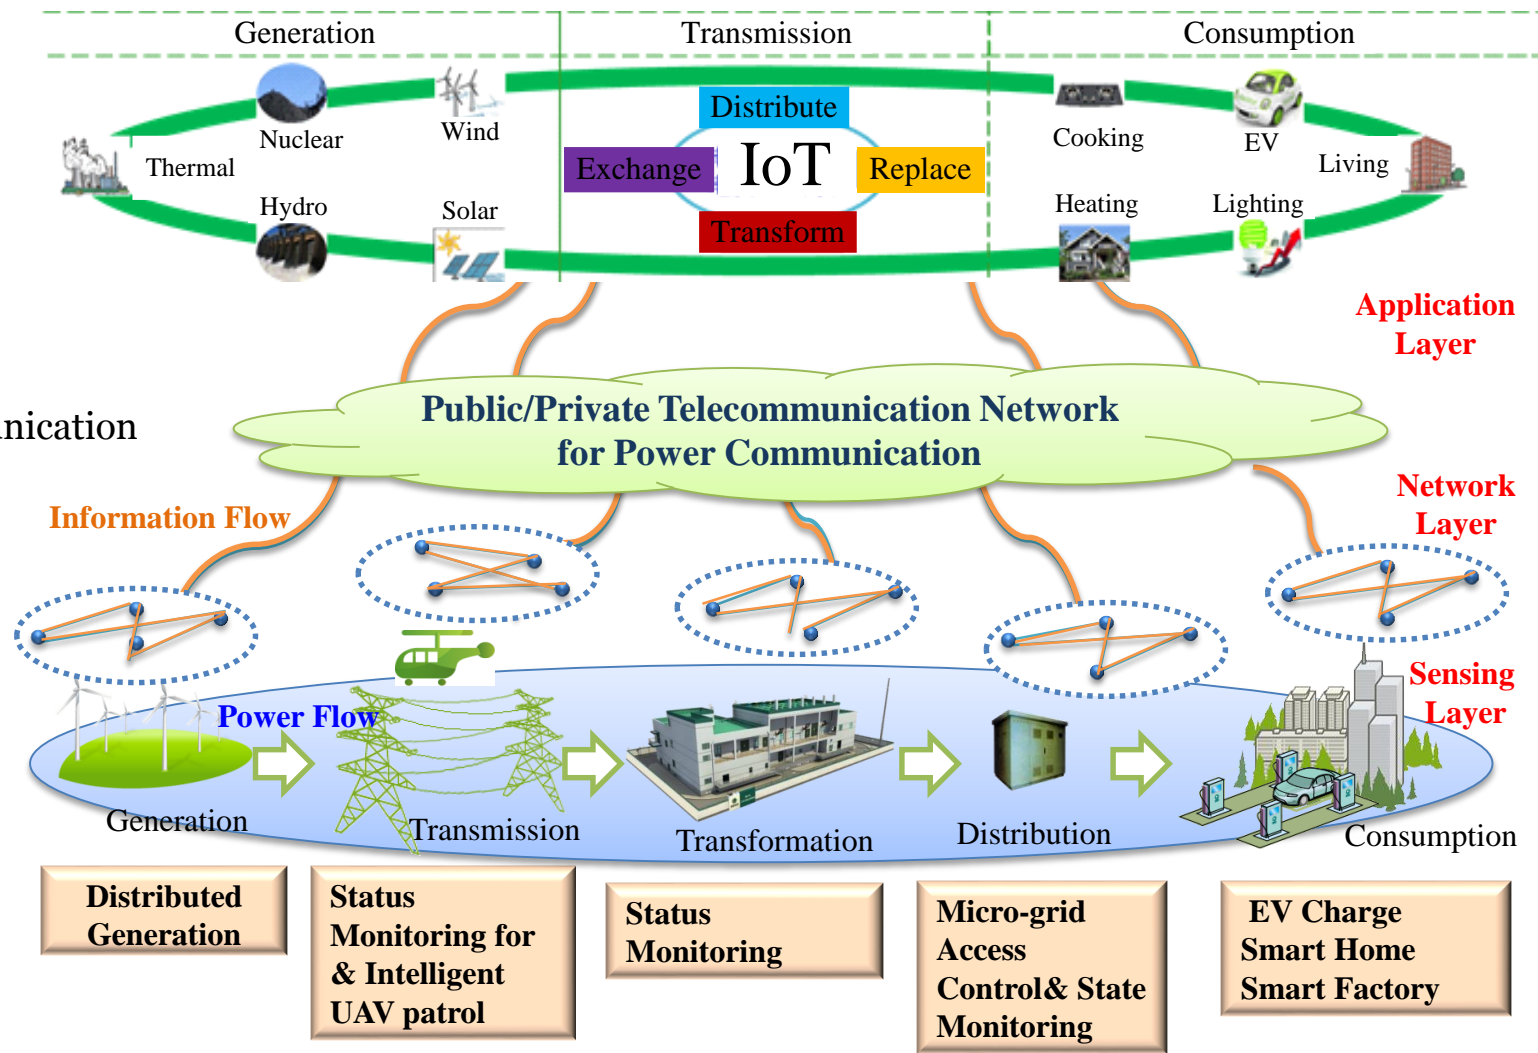 Generation
Transmission
Consumption
Distribute
Nuclear
Wind
Cooking
EV
Thermal
Exchange
IoT
Replace
Living
Hydro
Solar
Transform
Heating
Lighting
Application
Layer
Public/Private Telecommunication Network
for Power Communication
nication
Information Flow
Network
Layer
Sensing
Layer
Power Flow
Generation
Transmission
Transformation
Distribution
Consumption
Distributed
Generation
Status
Monitoring for
& Intelligent
UAV patrol
Status
Monitoring
Micro-grid
Access
Control& State
Monitoring
EV Charge
Smart Home
Smart Factory